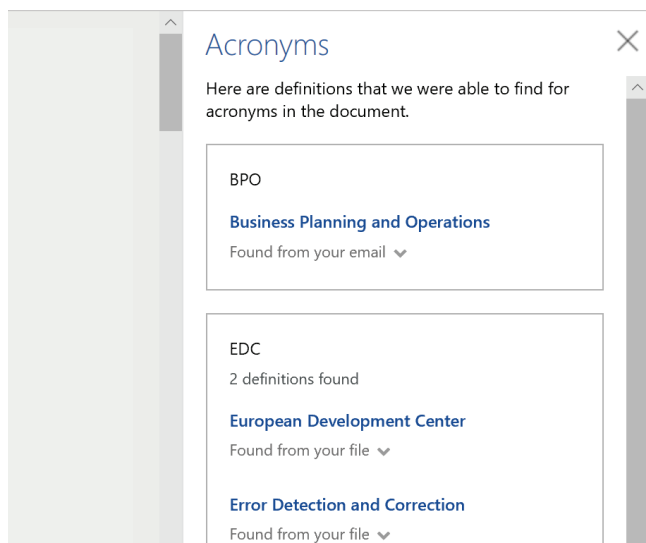 Acronyms
Here are definitions that we were able to find for
acronyms in the document.
BPO
Business Planning and Operations
Found from your email
EDC
2 definitions found
European Development Center
Found from your file
Error Detection and Correction
Found from your file